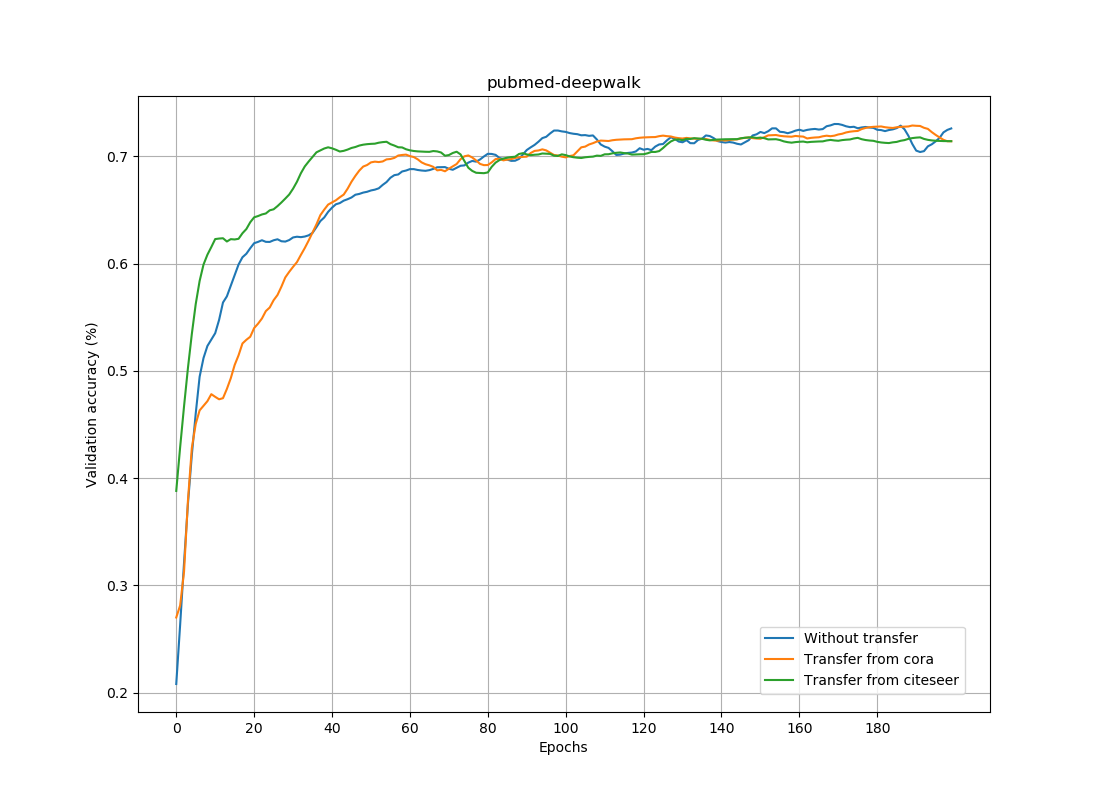 pubmed-deepwalk
Validation accuracy (%)
0.7
0.6
0.5
0.4
0.3
0.2
0 20 40 60 80 100 120 140 160 180
Epochs
Without transfer
Transfer from cora
Transfer from citeseer